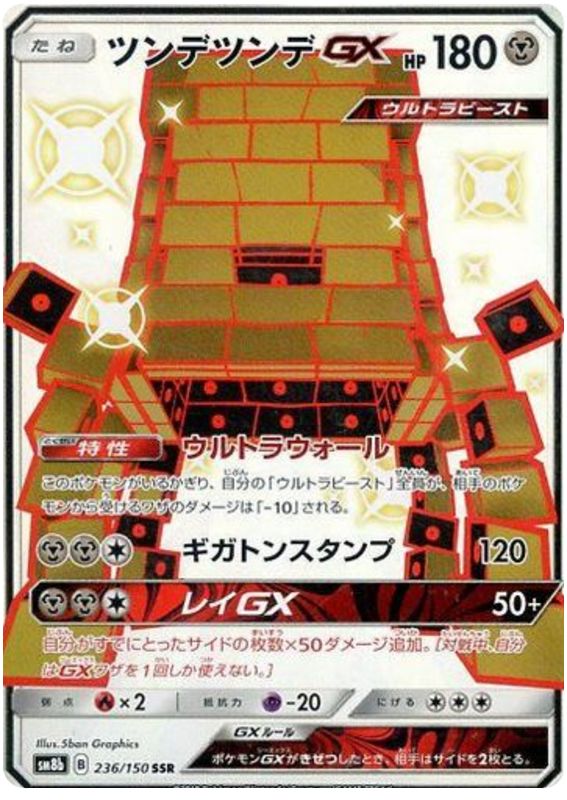 たね ツンデツンデGX HP 180
ウルトラビースト
特性 ウルトラウォール
このポケモンがいるかぎり、自分の「ウルトラビースト」全員が、相手のポケ
モンから受けるワザのダメージは「-10」される。
ギガトンスタンプ 120
レイGX 50+
自分がすでにとったサイドの枚数×50ダメージ追加。[対戦中、自分
はGXワザを1回しか使えない。]
弱点 ×2 抵抗力 -20 にげる
Illus. 5ban Graphics
GXルール
sm8b B 236/150 SSR
ポケモンGXがきぜつしたとき、相手はサイドを2枚とる。